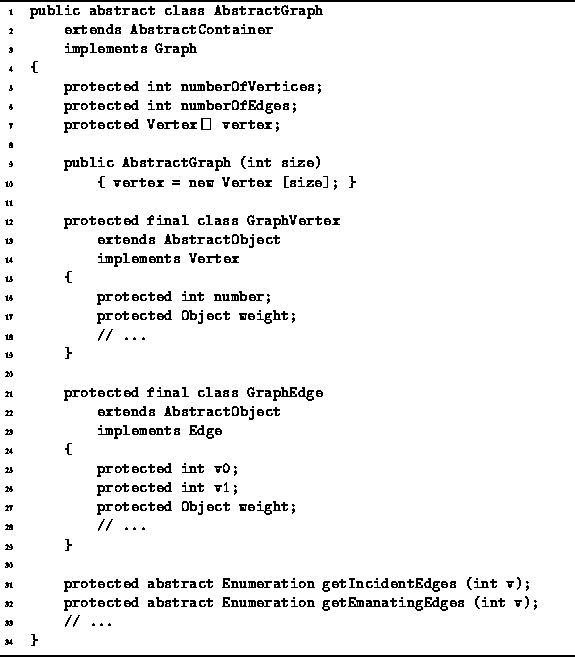 1 public abstract class AbstractGraph
2 extends AbstractContainer
3 implements Graph
4 {
5 protected int numberOfVertices;
6 protected int numberOfEdges;
7 protected Vertex[] vertex;
8
9 public AbstractGraph (int size)
10 { vertex = new Vertex [size]; }
11
12 protected final class GraphVertex
13 extends AbstractObject
14 implements Vertex
15 {
16 protected int number;
17 protected Object weight;
18 // ...
19 }
20
21 protected final class GraphEdge
22 extends AbstractObject
23 implements Edge
24 {
25 protected int v0;
26 protected int v1;
27 protected Object weight;
28 // ...
29 }
30
31 protected abstract Enumeration getIncidentEdges (int v);
32 protected abstract Enumeration getEmanatingEdges (int v);
33 // ...
34 }